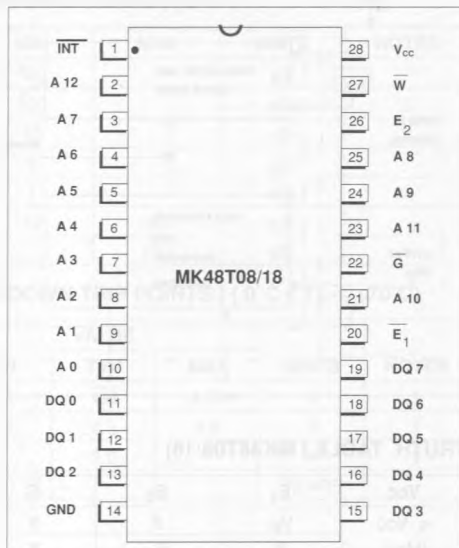 INT 1 28 Vcc
A 12 2 27 W
A 7 3 26 E2
A 6 4 25 A 8
A 5 5 24 A 9
A 4 6 23 A 11
A 3 7 22 G
MK48T08/18
A 2 8 21 A 10
A 1 9 20 E1
A 0 10 19 DQ 7
DQ 0 11 18 DQ 6
DQ 1 12 17 DQ 5
DQ 2 13 16 DQ 4
GND 14 15 DQ 3